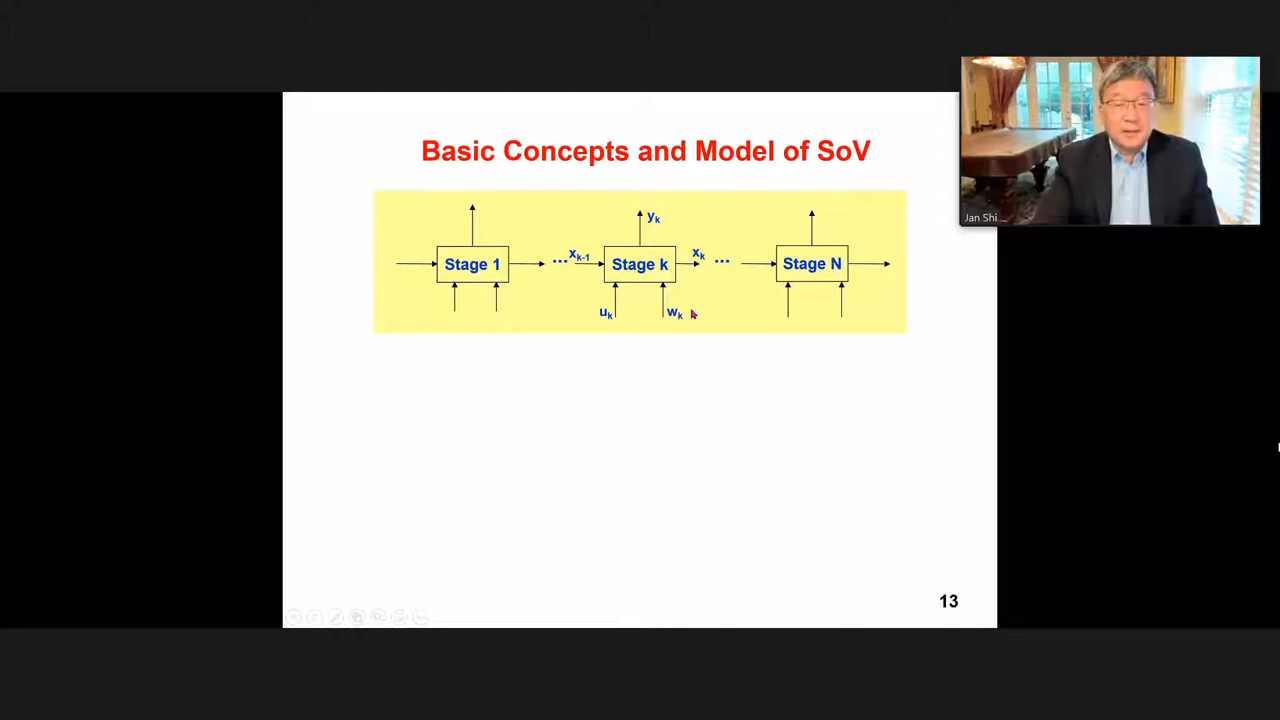 Basic Concepts and Model of SoV
Jan Shi
yk
Stage 1
... xk-1
Stage k
xk ...
Stage N
uk
wk
13